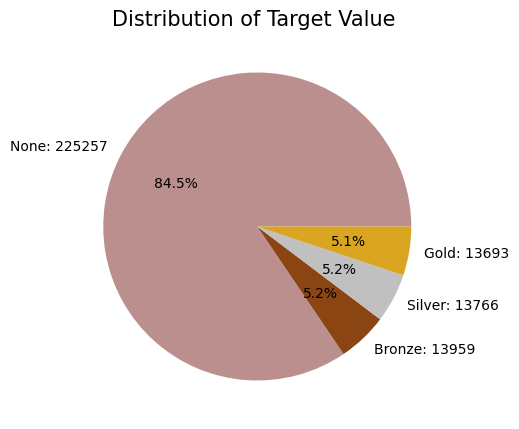 Distribution of Target Value
None: 225257
84.5%
5.1%
Gold: 13693
5.2%
Silver: 13766
5.2%
Bronze: 13959